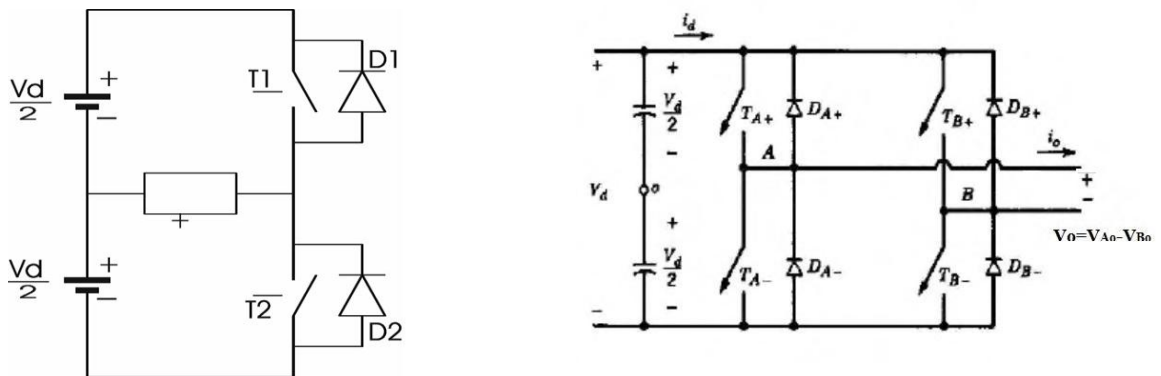 Vd
2
+
−
T1
D1
+
Vd
2
+
−
T2
D2
i_d
+
+
V_d
2
−
T_A+
D_A+
T_B+
D_B+
i_o
A
V_d
o
+
−
B
Vo=VAo-VBo
+
V_d
2
−
−
T_A−
D_A−
T_B−
D_B−